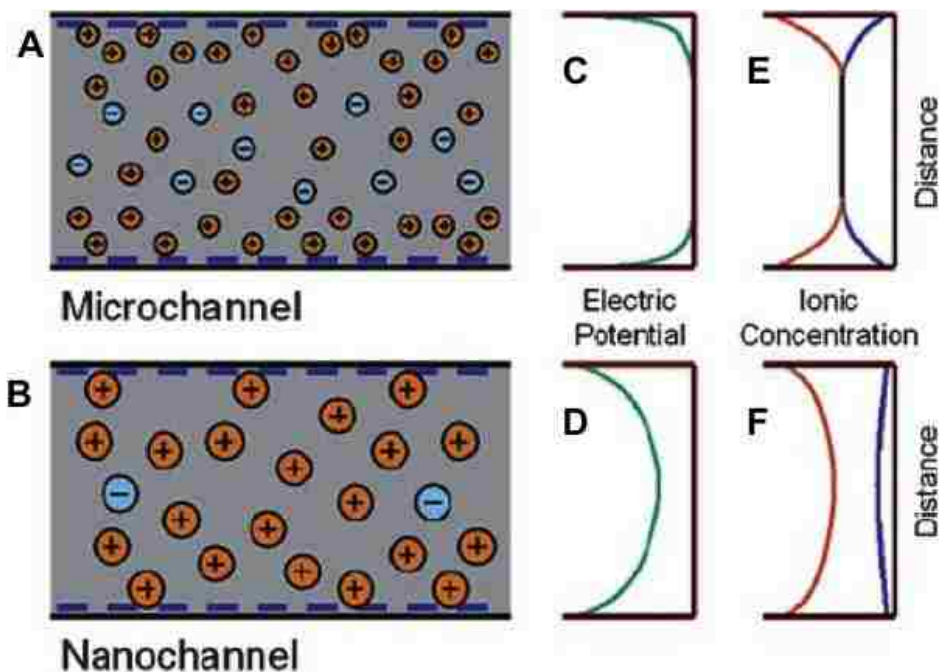 A
C
E
Distance
Microchannel
Electric
Potential
Ionic
Concentration
B
D
F
Distance
Nanochannel